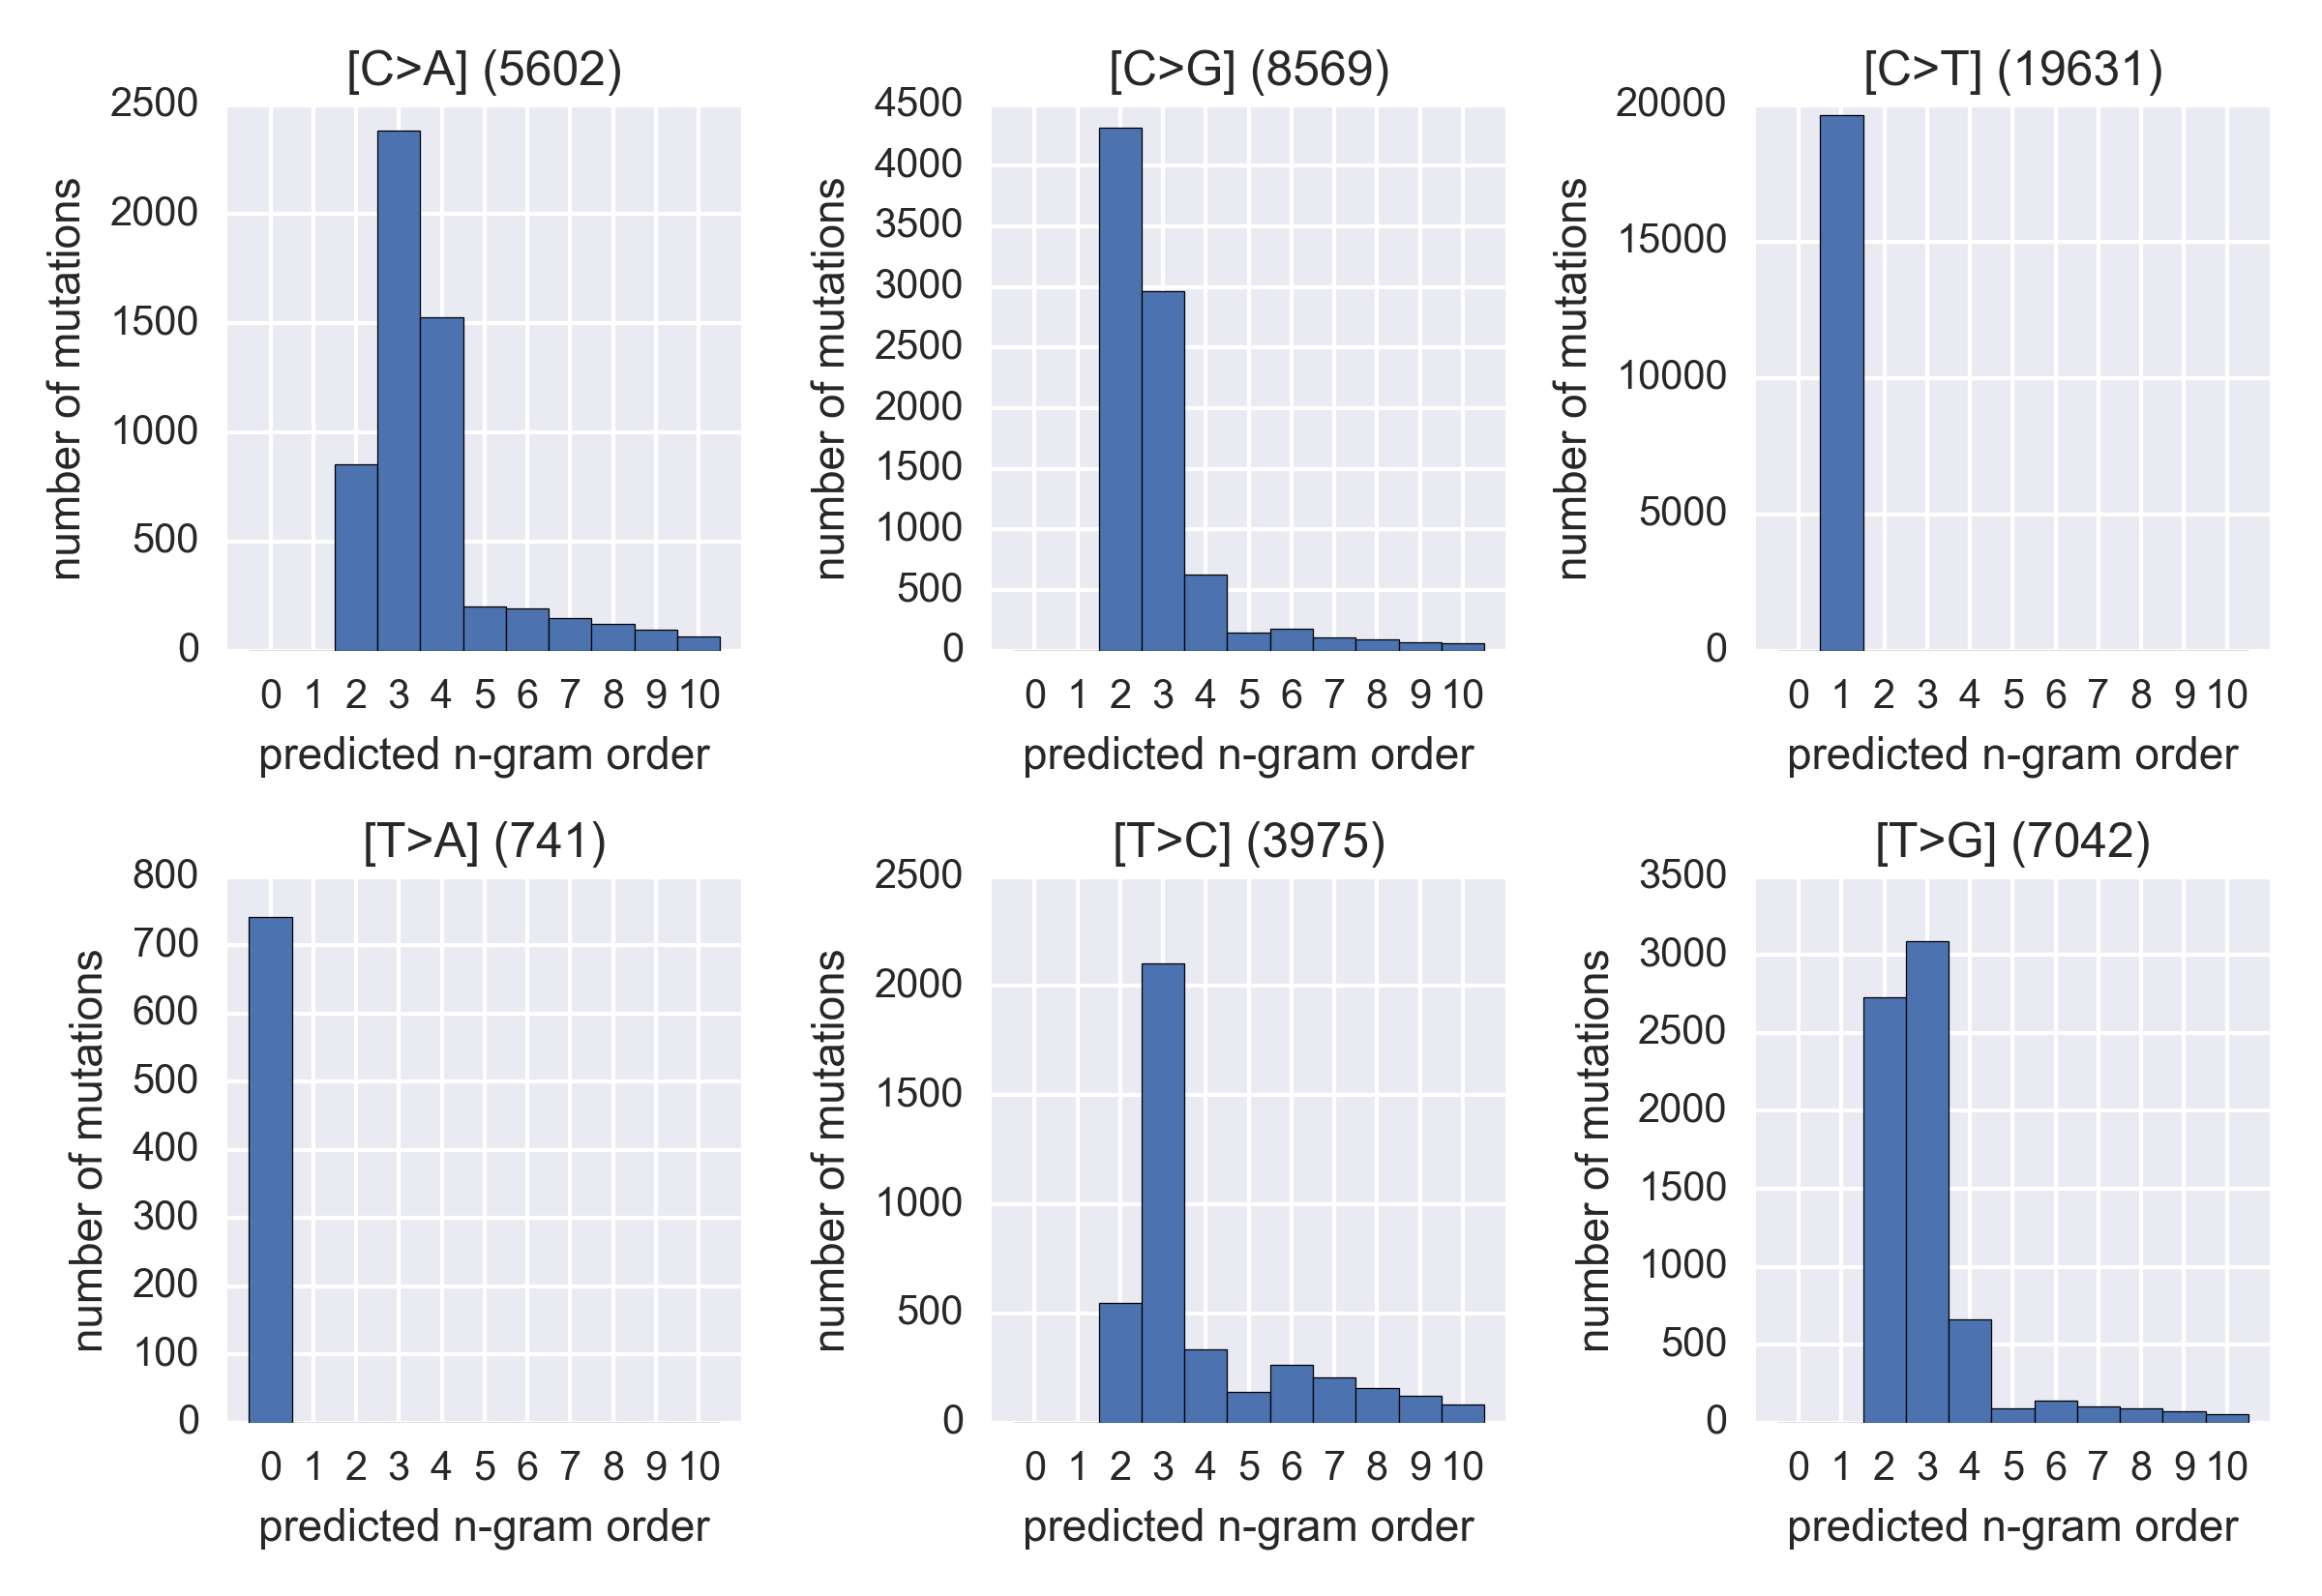 [C>A] (5602)
2500
2000
1500
1000
500
0
number of mutations
0 1 2 3 4 5 6 7 8 9 10
predicted n-gram order
[C>G] (8569)
4500
4000
3500
3000
2500
2000
1500
1000
500
0
number of mutations
0 1 2 3 4 5 6 7 8 9 10
predicted n-gram order
[C>T] (19631)
20000
15000
10000
5000
0
number of mutations
0 1 2 3 4 5 6 7 8 9 10
predicted n-gram order
[T>A] (741)
800
700
600
500
400
300
200
100
0
number of mutations
0 1 2 3 4 5 6 7 8 9 10
predicted n-gram order
[T>C] (3975)
2500
2000
1500
1000
500
0
number of mutations
0 1 2 3 4 5 6 7 8 9 10
predicted n-gram order
[T>G] (7042)
3500
3000
2500
2000
1500
1000
500
0
number of mutations
0 1 2 3 4 5 6 7 8 9 10
predicted n-gram order